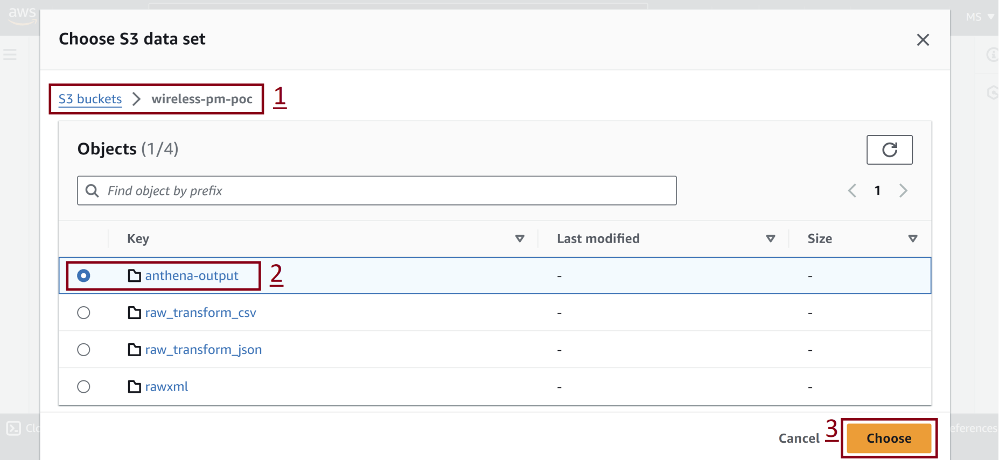 aws
MS
Choose S3 data set
S3 buckets > wireless-pm-poc 1
Objects (1/4)
Find object by prefix
1
Key Last modified Size
anthena-output 2 - -
raw_transform_csv - -
raw_transform_json - -
rawxml - -
Clo
eferences
Cancel 3 Choose